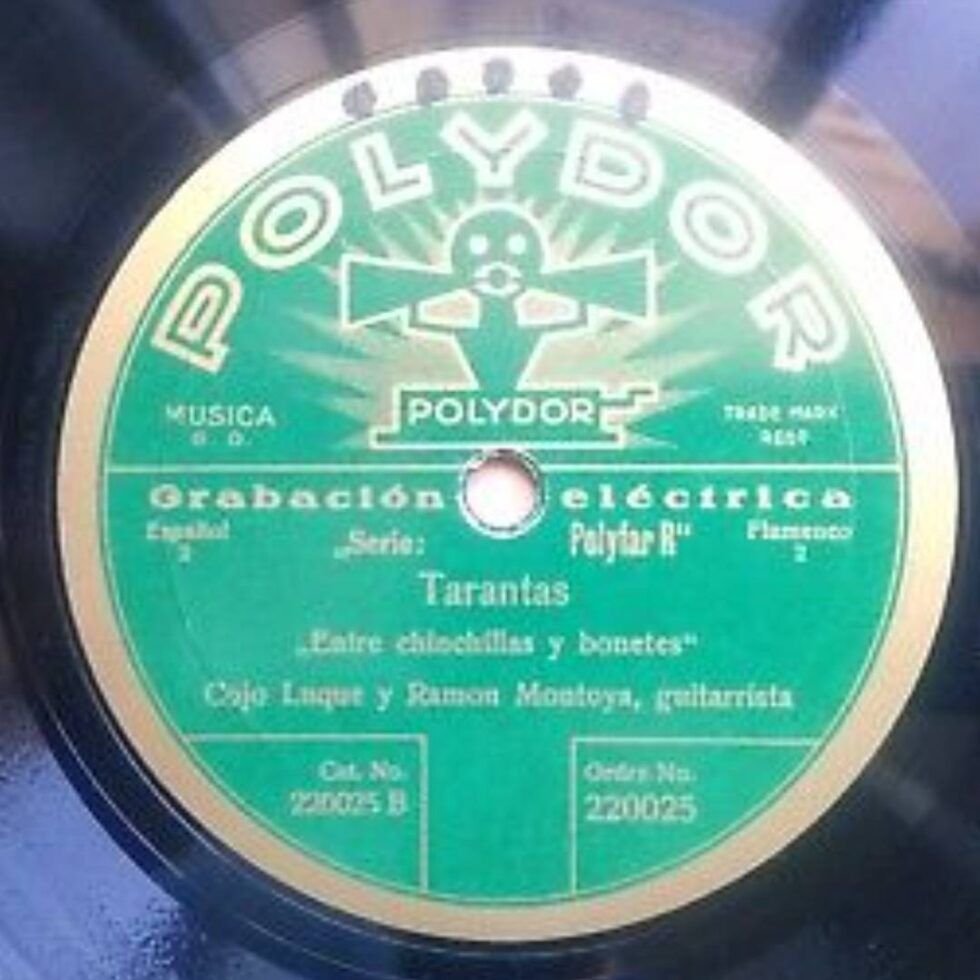 POLYDOR
POLYDOR
MUSICA
G. D.
TRADE MARK
REG?
Grabación eléctrica
Español
2
„Serie: Polyfar R“
Flamenco
2
Tarantas
„Entre chinchillas y bonetes“
Cojo Luque y Ramon Montoya, guitarrista
Cat. No.
220025 B
Ordre No.
220025